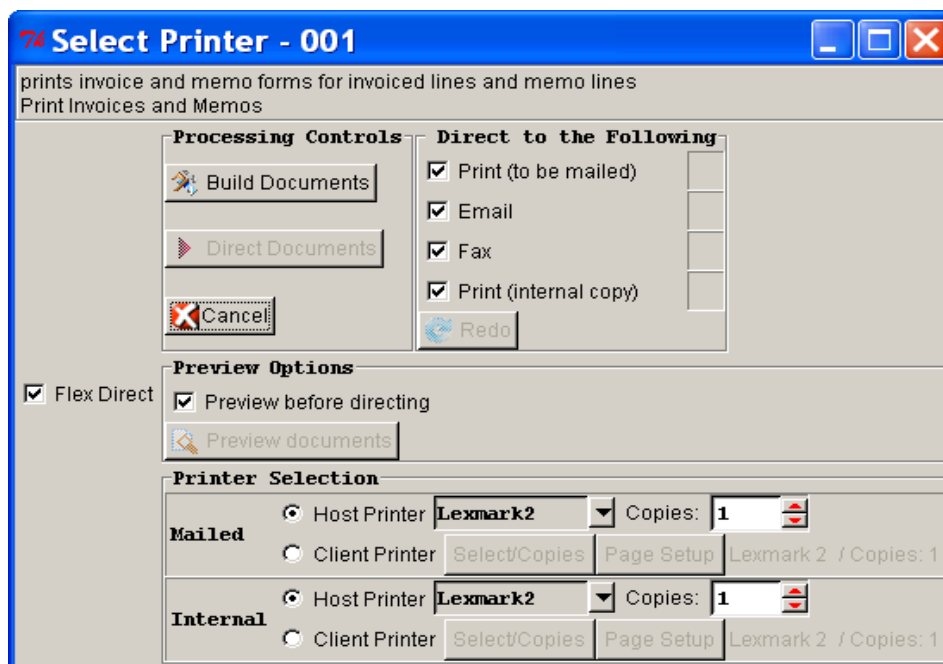 Select Printer - 001
prints invoice and memo forms for invoiced lines and memo lines
Print Invoices and Memos
Processing Controls
Build Documents
Direct Documents
Cancel
Direct to the Following
Print (to be mailed)
Email
Fax
Print (internal copy)
Redo
Flex Direct
Preview Options
Preview before directing
Preview documents
Printer Selection
Mailed
Host Printer Lexmark2 Copies: 1
Client Printer Select/Copies Page Setup Lexmark 2 / Copies: 1
Internal
Host Printer Lexmark2 Copies: 1
Client Printer Select/Copies Page Setup Lexmark 2 / Copies: 1